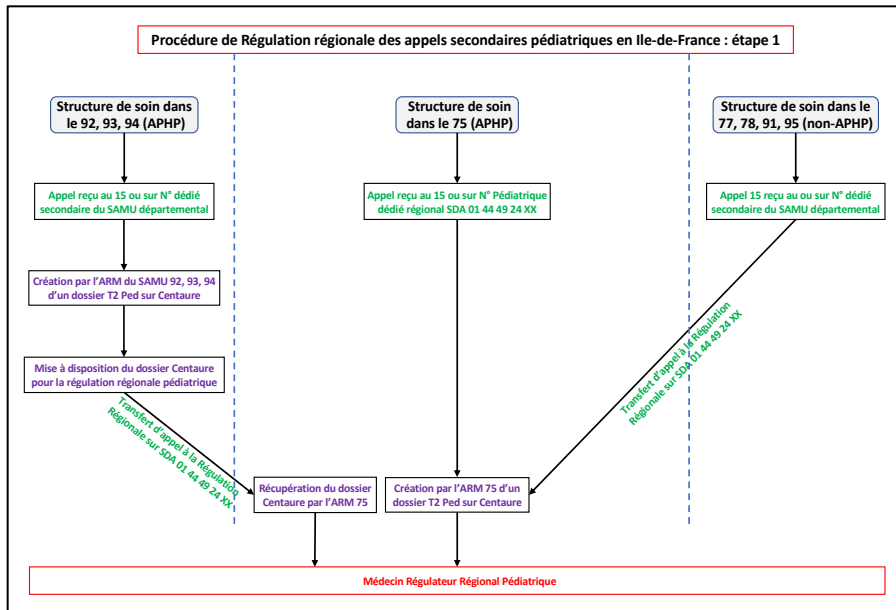 Procédure de Régulation régionale des appels secondaires pédiatriques en Ile-de-France : étape 1
Structure de soin dans
le 92, 93, 94 (APHP)
Structure de soin
dans le 75 (APHP)
Structure de soin dans le
77, 78, 91, 95 (non-APHP)
Appel reçu au 15 ou sur N° dédié
secondaire du SAMU départemental
Appel reçu au 15 ou sur N° Pédiatrique
dédié régional SDA 01 44 49 24 XX
Appel 15 reçu au ou sur N° dédié
secondaire du SAMU départemental
Création par l'ARM du SAMU 92, 93, 94
d'un dossier T2 Ped sur Centaure
Mise à disposition du dossier Centaure
pour la régulation régionale pédiatrique
Transfert d'appel à la Régulation
Régionale sur SDA 01 44 49 24 XX
Transfert d'appel à la Régulation
Régionale sur SDA 01 44 49 24 XX
Récupération du dossier
Centaure par l'ARM 75
Création par l'ARM 75 d'un
dossier T2 Ped sur Centaure
Médecin Régulateur Régional Pédiatrique